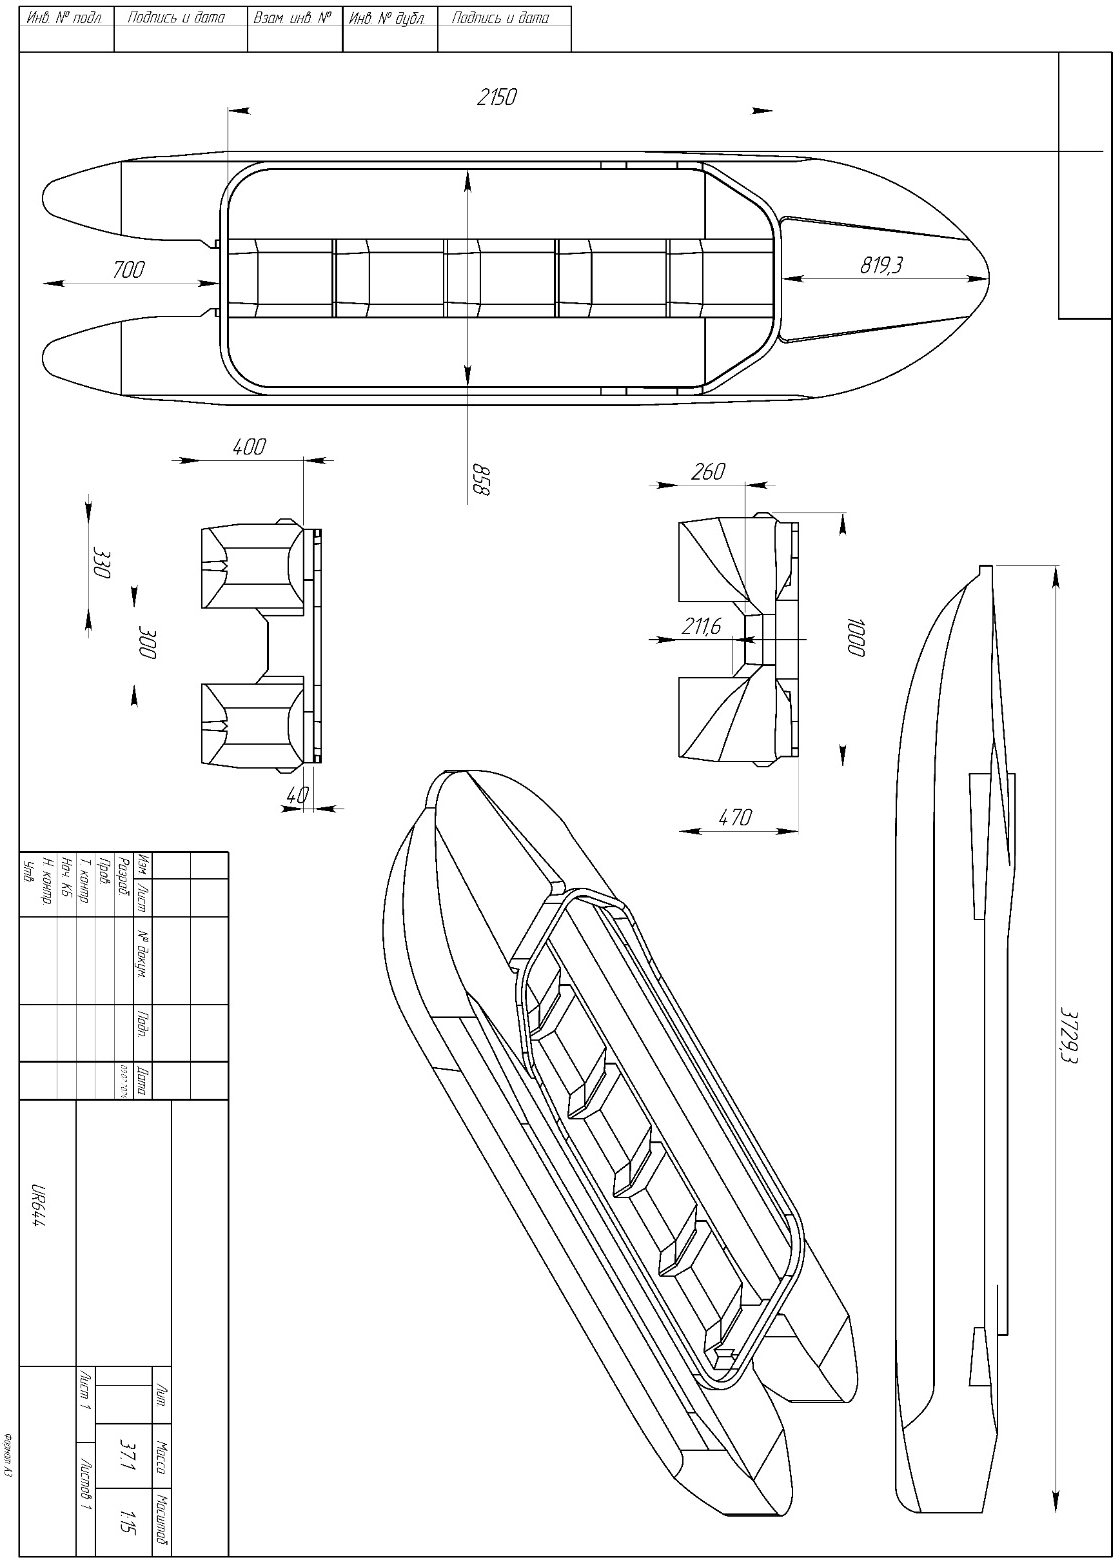 Инв. № подл.
Подпись и дата
Взам. инв. №
Инв. № дубл.
Подпись и дата
2150
700
819,3
858
400
330
300
40
260
211,6
1000
470
3729,3
Изм
Лист
№ докум.
Подп.
Дата
Разраб
Пров.
Т. контр
Нач. КБ
Н. контр.
Утв.
UR644
Лит.
Масса
Масштаб
37.1
1:15
Лист 1
Листов 1
Формат А3